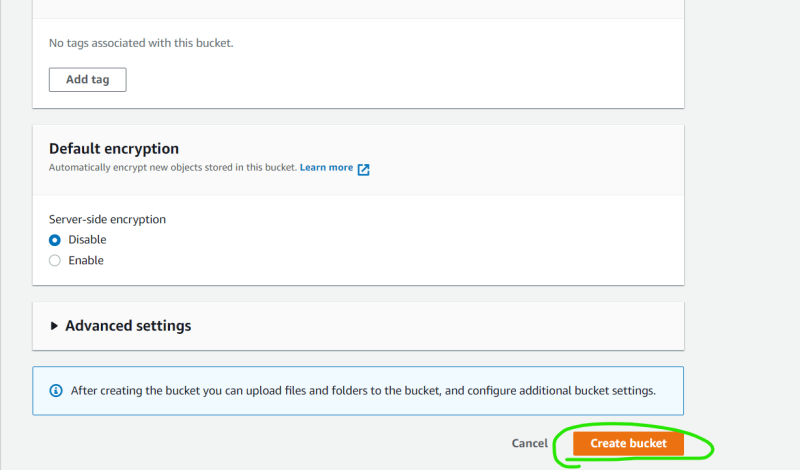 No tags associated with this bucket.
Add tag
Default encryption
Automatically encrypt new objects stored in this bucket. Learn more
Server-side encryption
Disable
Enable
Advanced settings
After creating the bucket you can upload files and folders to the bucket, and configure additional bucket settings.
Cancel Create bucket